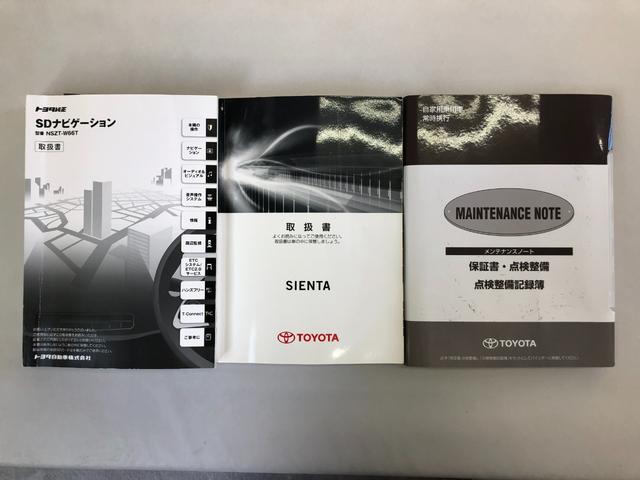 トヨタ純正
SDナビゲーション
型番 NSZT-W66T
取扱書
本機の
操作
ナビゲー
ション
オーディオ&
ビジュアル
音声操作
システム
情報
周辺監視
ETC
システム/
ETC2.0
サービス
ハンズフリー
T-Connect
ご参考に
トヨタ自動車株式会社
取扱書
よくお読みになってご使用ください。
取扱書は車の中に保管しましょう。
SIENTA
TOYOTA
自家用乗用車
常時携行
MAINTENANCE NOTE
メンテナンスノート
保証書・点検整備
点検整備記録簿
TOYOTA